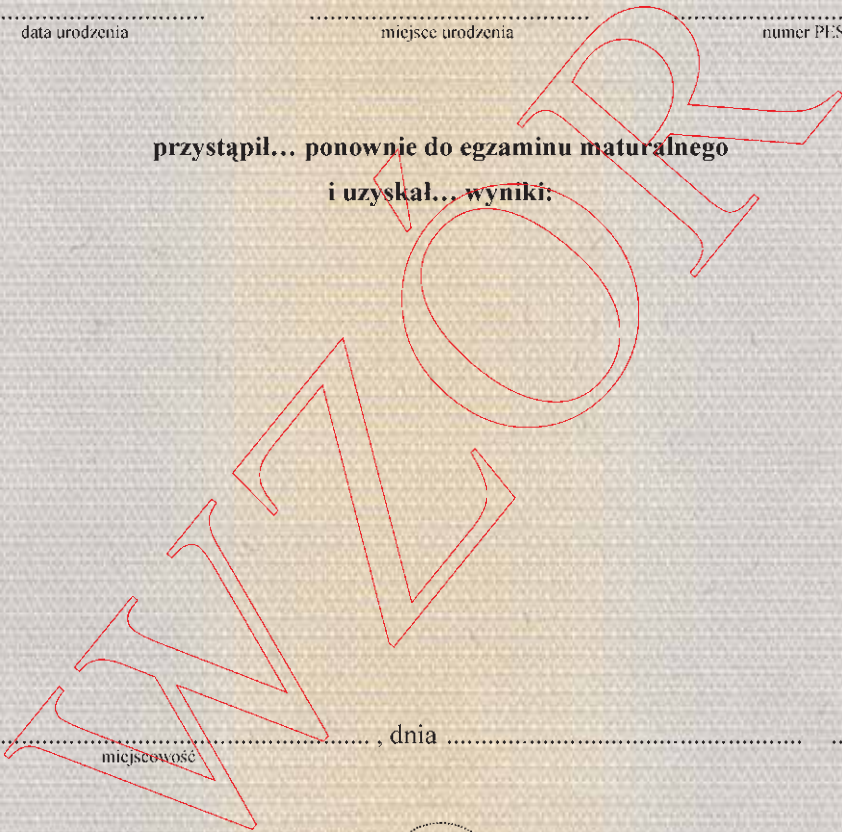 data urodzenia
miejsce urodzenia
numer PES
przystąpił... ponownie do egzaminu maturalnego
i uzyskał... wyniki:
WZÓR
, dnia
miejscowość